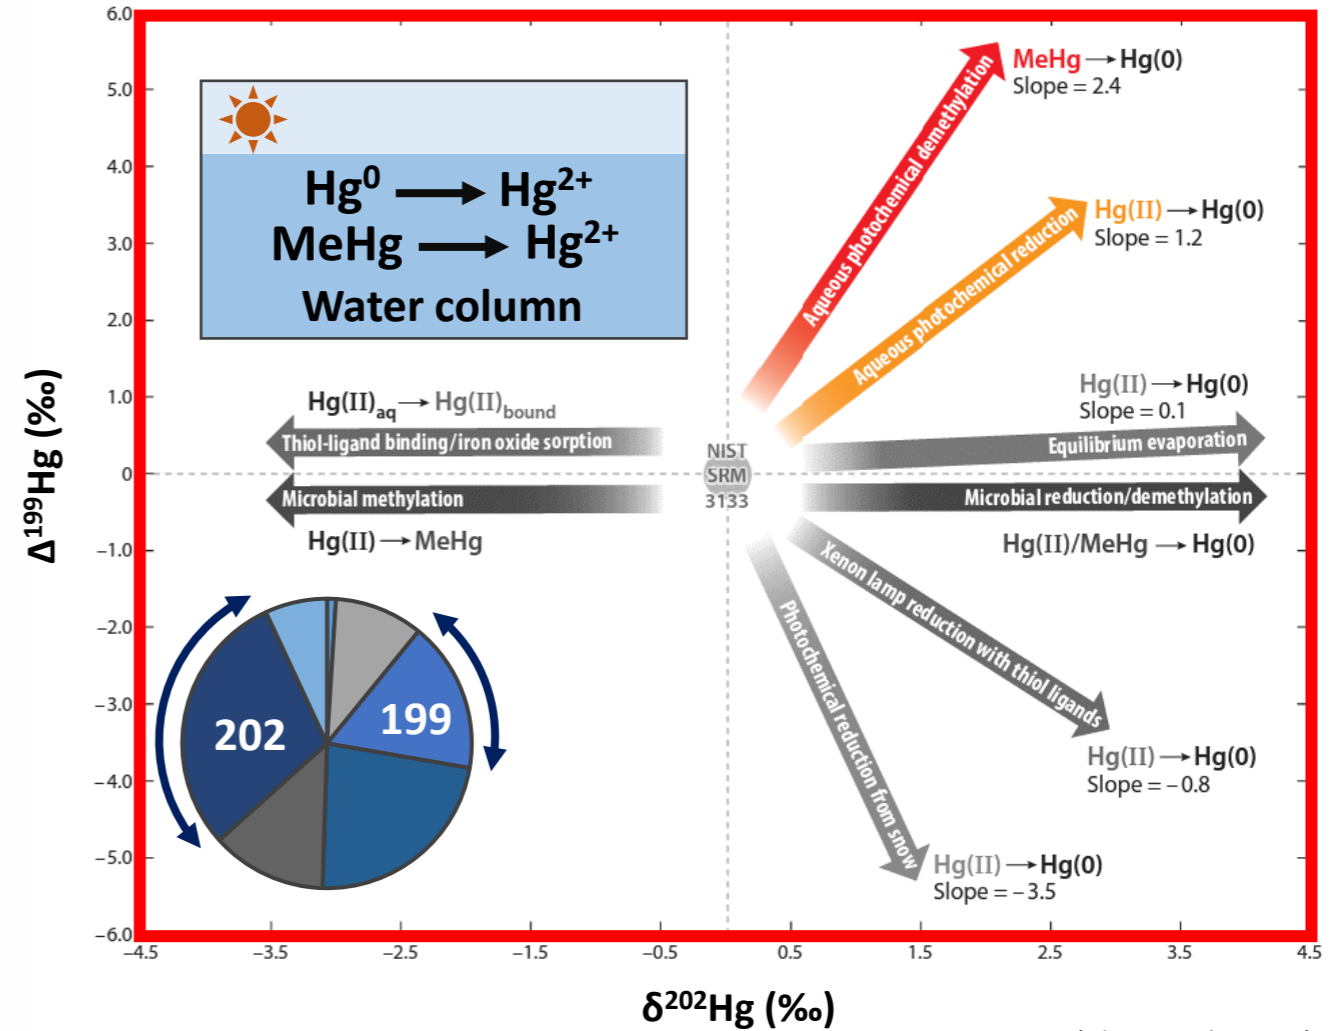 6.0
5.0
4.0
3.0
2.0
1.0
0
−1.0
−2.0
−3.0
−4.0
−5.0
−6.0
Δ¹⁹⁹Hg (‰)
Hg⁰ → Hg²⁺
MeHg → Hg²⁺
Water column
MeHg → Hg(0)
Slope = 2.4
Aqueous photochemical demethylation
Hg(II) → Hg(0)
Slope = 1.2
Aqueous photochemical reduction
Hg(II)aq → Hg(II)bound
Thiol-ligand binding/iron oxide sorption
Microbial methylation
Hg(II) → MeHg
NIST
SRM
3133
Hg(II) → Hg(0)
Slope = 0.1
Equilibrium evaporation
Microbial reduction/demethylation
Hg(II)/MeHg → Hg(0)
Xenon lamp reduction with thiol ligands
Hg(II) → Hg(0)
Slope = −0.8
Photochemical reduction from snow
Hg(II) → Hg(0)
Slope = −3.5
202
199
−4.5 −3.5 −2.5 −1.5 −0.5 0.5 1.5 2.5 3.5 4.5
δ²⁰²Hg (‰)